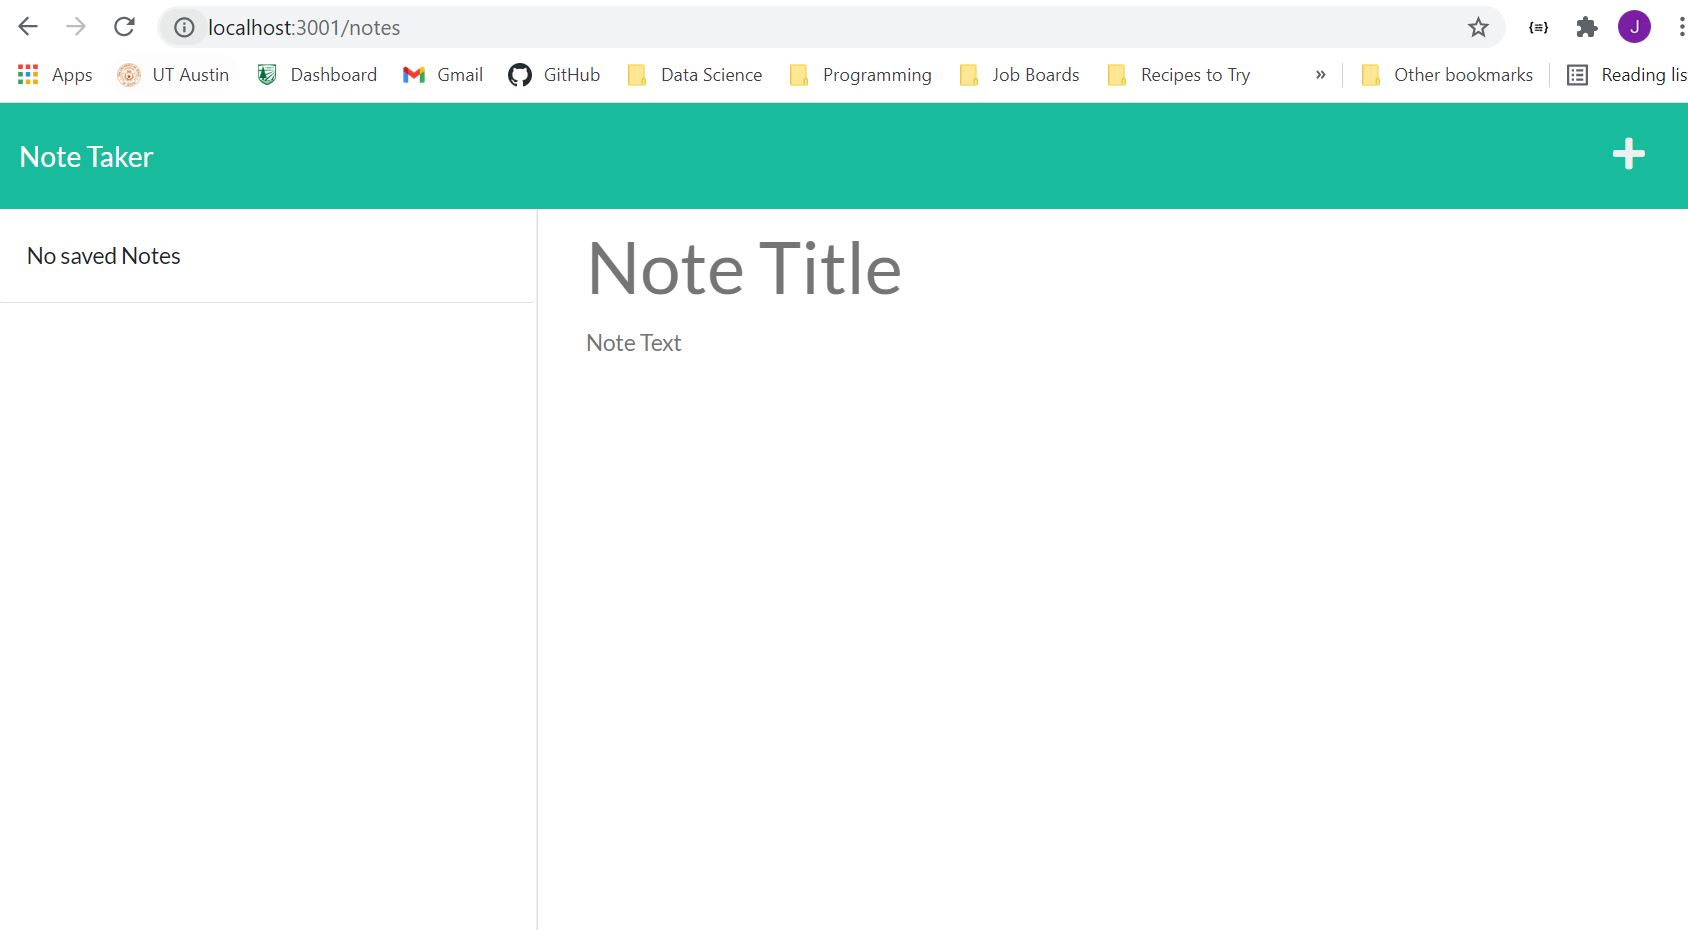 localhost:3001/notes
J
Apps UT Austin Dashboard Gmail GitHub Data Science Programming Job Boards Recipes to Try » Other bookmarks Reading lis
Note Taker
No saved Notes
Note Title
Note Text